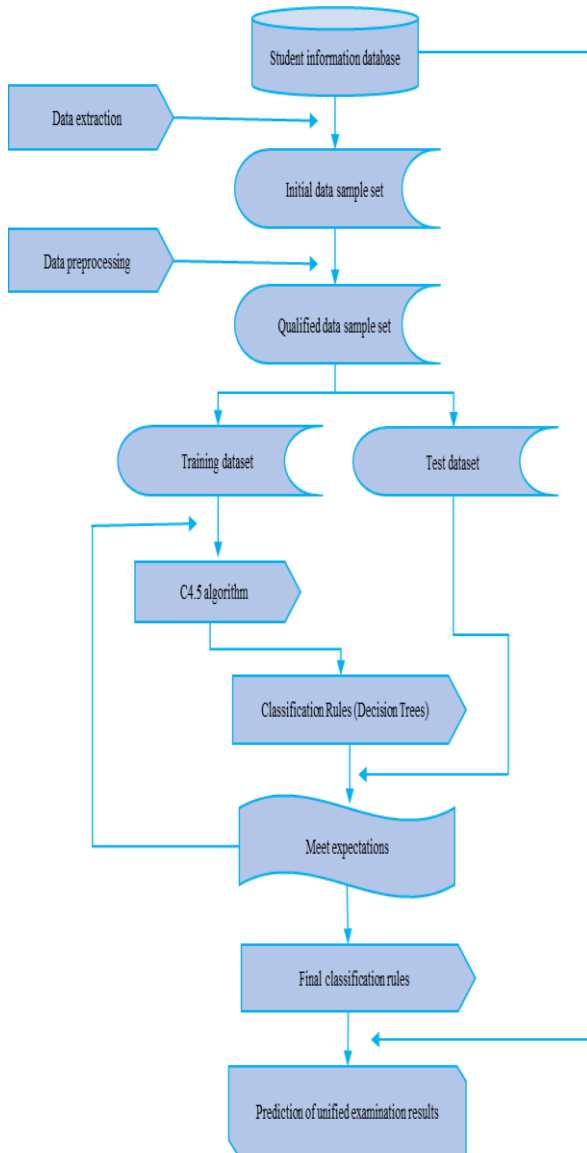 Student information database
Data extraction
Initial data sample set
Data preprocessing
Qualified data sample set
Training dataset
Test dataset
C4.5 algorithm
Classification Rules (Decision Trees)
Meet expectations
Final classification rules
Prediction of unified examination results